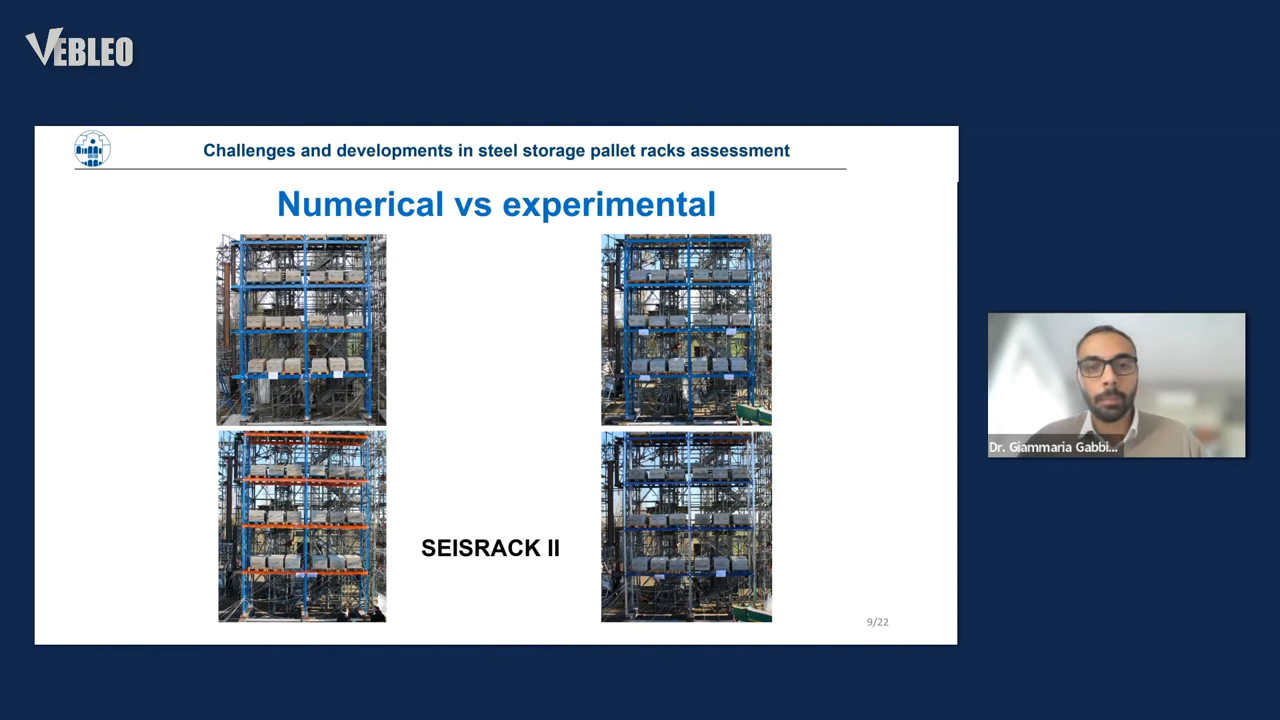 VEBLEO
Challenges and developments in steel storage pallet racks assessment
Numerical vs experimental
SEISRACK II
9/22
Dr. Giammaria Gabbi...